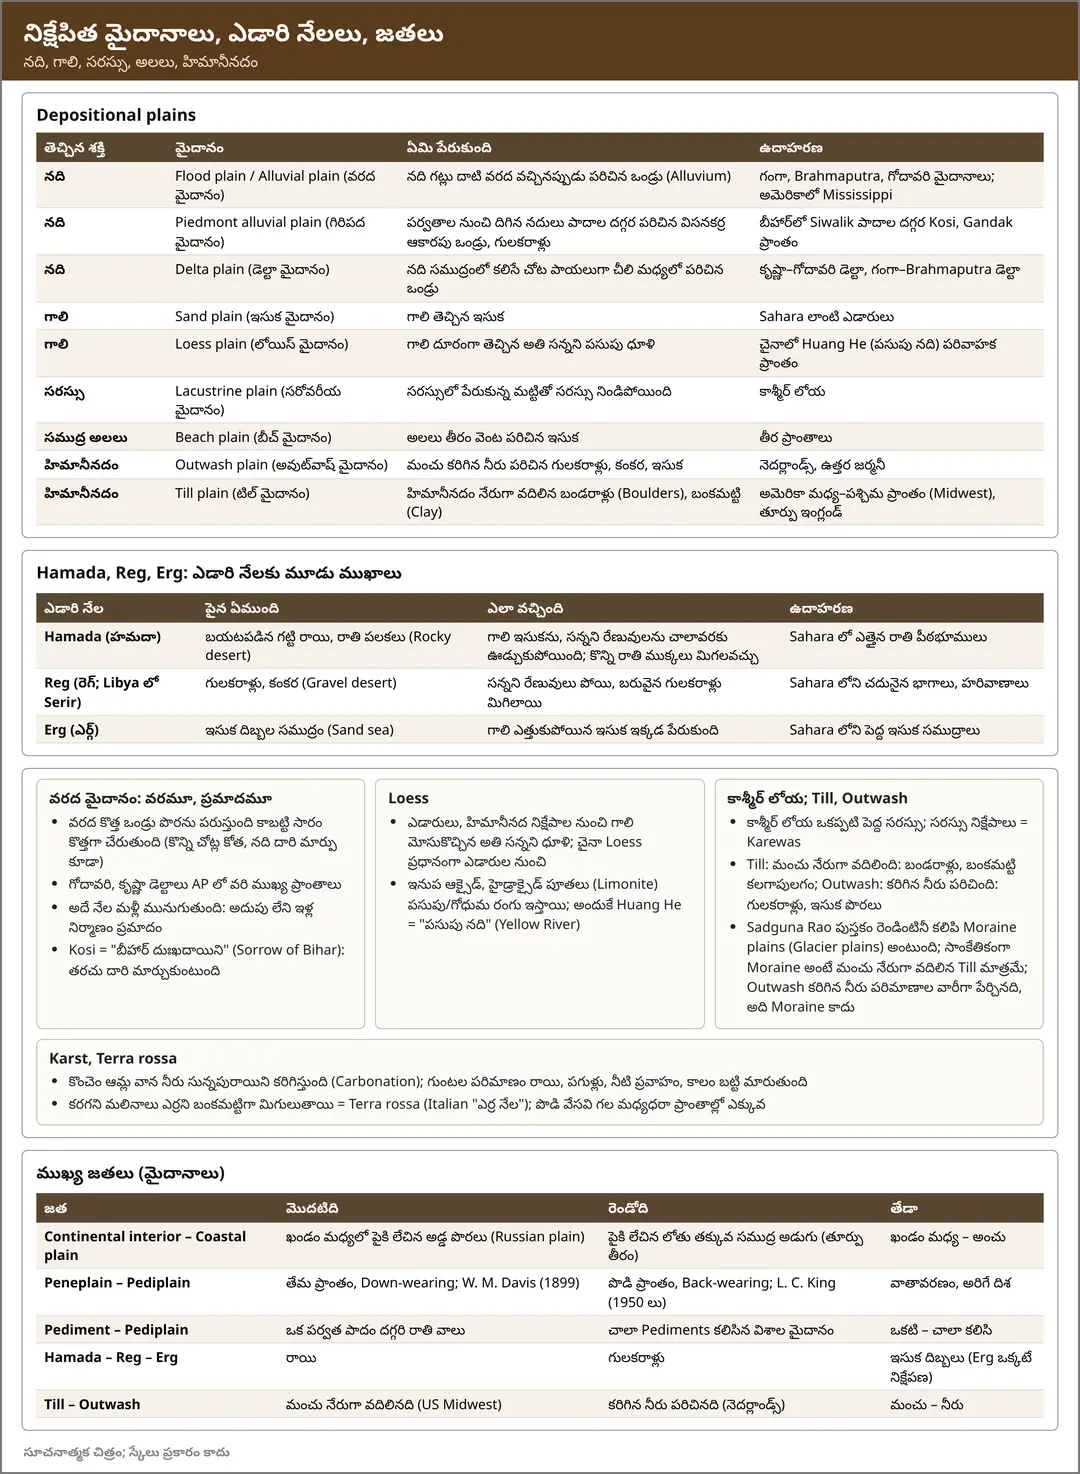 నిక్షేపిత మైదానాలు, ఎడారి నేలలు, జతలు
నది, గాలి, సరస్సు, అలలు, హిమానీనదం
Depositional plains
తెచ్చిన శక్తి మైదానం ఏమి పేరుకుంది ఉదాహరణ
నది Flood plain / Alluvial plain (వరద నది గట్లు దాటి వరద వచ్చినప్పుడు పరిచిన ఒండ్రు (Alluvium) గంగా, Brahmaputra, గోదావరి మైదానాలు;
మైదానం) అమెరికాలో Mississippi
నది Piedmont alluvial plain (గిరిపద పర్వతాల నుంచి దిగిన నదులు పాదాల దగ్గర పరిచిన విసనకర్ర బీహార్‌లో Siwalik పాదాల దగ్గర Kosi, Gandak
మైదానం) ఆకారపు ఒండ్రు, గులకరాళ్లు ప్రాంతం
నది Delta plain (డెల్టా మైదానం) నది సముద్రంలో కలిసే చోట పాయలుగా చీలి మధ్యలో పరిచిన కృష్ణా–గోదావరి డెల్టా, గంగా–Brahmaputra డెల్టా
ఒండ్రు
గాలి Sand plain (ఇసుక మైదానం) గాలి తెచ్చిన ఇసుక Sahara లాంటి ఎడారులు
గాలి Loess plain (లోయిస్ మైదానం) గాలి దూరంగా తెచ్చిన అతి సన్నని పసుపు ధూళి చైనాలో Huang He (పసుపు నది) పరివాహక
ప్రాంతం
సరస్సు Lacustrine plain (సరోవరీయ సరస్సులో పేరుకున్న మట్టితో సరస్సు నిండిపోయింది కాశ్మీర్ లోయ
మైదానం)
సముద్ర అలలు Beach plain (బీచ్ మైదానం) అలలు తీరం వెంట పరిచిన ఇసుక తీర ప్రాంతాలు
హిమానీనదం Outwash plain (అవుట్‌వాష్ మైదానం) మంచు కరిగిన నీరు పరిచిన గులకరాళ్లు, కంకర, ఇసుక నెదర్లాండ్స్, ఉత్తర జర్మనీ
హిమానీనదం Till plain (టిల్ మైదానం) హిమానీనదం నేరుగా వదిలిన బండరాళ్లు (Boulders), బంకమట్టి అమెరికా మధ్య–పశ్చిమ ప్రాంతం (Midwest),
(Clay) తూర్పు ఇంగ్లండ్
Hamada, Reg, Erg: ఎడారి నేలకు మూడు ముఖాలు
ఎడారి నేల పైన ఏముంది ఎలా వచ్చింది ఉదాహరణ
Hamada (హమదా) బయటపడిన గట్టి రాయి, రాతి పలకలు (Rocky గాలి ఇసుకను, సన్నని రేణువులను చాలావరకు Sahara లో ఎత్తైన రాతి పీఠభూములు
desert) ఊడ్చుకుపోయింది; కొన్ని రాతి ముక్కలు మిగలవచ్చు
Reg (రెగ్; Libya లో గులకరాళ్లు, కంకర (Gravel desert) సన్నని రేణువులు పోయి, బరువైన గులకరాళ్లు Sahara లోని చదునైన భాగాలు, హరివాణాలు
Serir) మిగిలాయి
Erg (ఎర్గ్) ఇసుక దిబ్బల సముద్రం (Sand sea) గాలి ఎత్తుకుపోయిన ఇసుక ఇక్కడ పేరుకుంది Sahara లోని పెద్ద ఇసుక సముద్రాలు
వరద మైదానం: వరమూ, ప్రమాదమూ
• వరద కొత్త ఒండ్రు పొరను పరుస్తుంది కాబట్టి సారం
కొత్తగా చేరుతుంది (కొన్ని చోట్ల కోత, నది దారి మార్పు
కూడా)
• గోదావరి, కృష్ణా డెల్టాలు AP లో వరి ముఖ్య ప్రాంతాలు
• అదే నేల మళ్లీ మునుగుతుంది: అదుపు లేని ఇళ్ల
నిర్మాణం ప్రమాదం
• Kosi = "బీహార్ దుఃఖదాయిని" (Sorrow of Bihar):
తరచు దారి మార్చుకుంటుంది
Loess
• ఎడారులు, హిమానీనద నిక్షేపాల నుంచి గాలి
మోసుకొచ్చిన అతి సన్నని ధూళి; చైనా Loess
ప్రధానంగా ఎడారుల నుంచి
• ఇనుప ఆక్సైడ్, హైడ్రాక్సైడ్ పూతలు (Limonite)
పసుపు/గోధుమ రంగు ఇస్తాయి; అందుకే Huang He
= "పసుపు నది" (Yellow River)
కాశ్మీర్ లోయ; Till, Outwash
• కాశ్మీర్ లోయ ఒకప్పటి పెద్ద సరస్సు; సరస్సు నిక్షేపాలు =
Karewas
• Till: మంచు నేరుగా వదిలింది: బండరాళ్లు, బంకమట్టి
కలగాపులగం; Outwash: కరిగిన నీరు పరిచింది:
గులకరాళ్లు, ఇసుక పొరలు
• Sadguna Rao పుస్తకం రెండింటినీ కలిపి Moraine
plains (Glacier plains) అంటుంది; సాంకేతికంగా
Moraine అంటే మంచు నేరుగా వదిలిన Till మాత్రమే;
Outwash కరిగిన నీరు పరిమాణాల వారీగా పేర్చినది,
అది Moraine కాదు
Karst, Terra rossa
• కొంచెం ఆమ్ల వాన నీరు సున్నపురాయిని కరిగిస్తుంది (Carbonation); గుంటల పరిమాణం రాయి, పగుళ్లు, నీటి ప్రవాహం, కాలం బట్టి మారుతుంది
• కరగని మలినాలు ఎర్రని బంకమట్టిగా మిగులుతాయి = Terra rossa (Italian "ఎర్ర నేల"); పొడి వేసవి గల మధ్యధరా ప్రాంతాల్లో ఎక్కువ
ముఖ్య జతలు (మైదానాలు)
జత మొదటిది రెండోది తేడా
Continental interior – Coastal ఖండం మధ్యలో పైకి లేచిన అడ్డ పొరలు (Russian plain) పైకి లేచిన లోతు తక్కువ సముద్ర అడుగు (తూర్పు ఖండం మధ్య – అంచు
plain తీరం)
Peneplain – Pediplain తేమ ప్రాంతం, Down-wearing; W. M. Davis (1899) పొడి ప్రాంతం, Back-wearing; L. C. King వాతావరణం, అరిగే దిశ
(1950 లు)
Pediment – Pediplain ఒక పర్వత పాదం దగ్గరి రాతి వాలు చాలా Pediments కలిసిన విశాల మైదానం ఒకటి – చాలా కలిసి
Hamada – Reg – Erg రాయి గులకరాళ్లు ఇసుక దిబ్బలు (Erg ఒక్కటే
నిక్షేపణ)
Till – Outwash మంచు నేరుగా వదిలినది (US Midwest) కరిగిన నీరు పరిచినది (నెదర్లాండ్స్) మంచు – నీరు
సూచనాత్మక చిత్రం; స్కేలు ప్రకారం కాదు